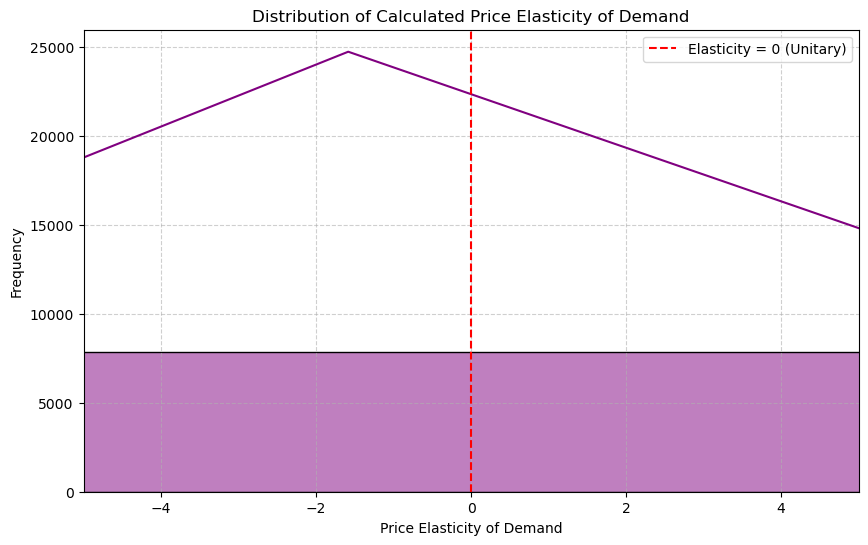 Distribution of Calculated Price Elasticity of Demand
Elasticity = 0 (Unitary)
25000
20000
15000
10000
5000
0
Frequency
−4
−2
0
2
4
Price Elasticity of Demand